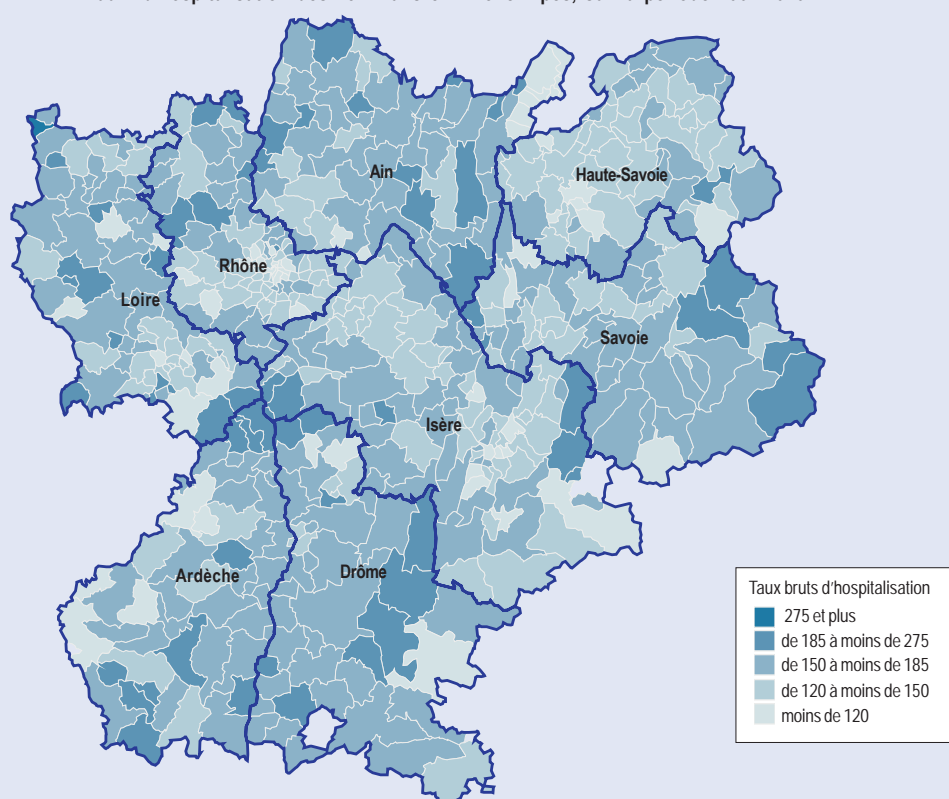 Ain
Haute-Savoie
Rhône
Loire
Savoie
Isère
Ardèche
Drôme
Taux bruts d'hospitalisation
275 et plus
de 185 à moins de 275
de 150 à moins de 185
de 120 à moins de 150
moins de 120